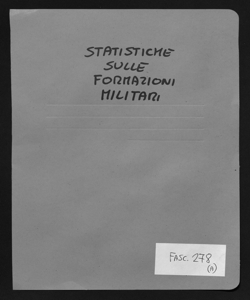 STATISTICHE
SULLE
FORMAZIONI
MILITARI
FASC. 278
(A)